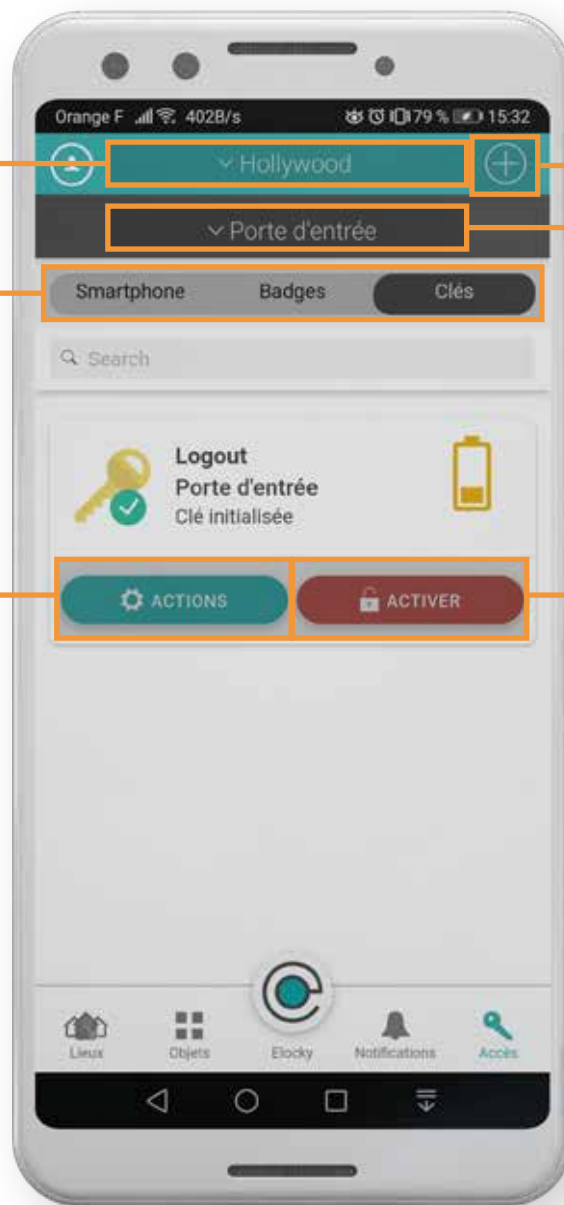 Orange F 402B/s 79 % 15:32
Hollywood
Porte d'entrée
Smartphone Badges Clés
Search
Logout
Porte d'entrée
Clé initialisée
ACTIONS ACTIVER
Lieux Objets Elocky Notifications Accès